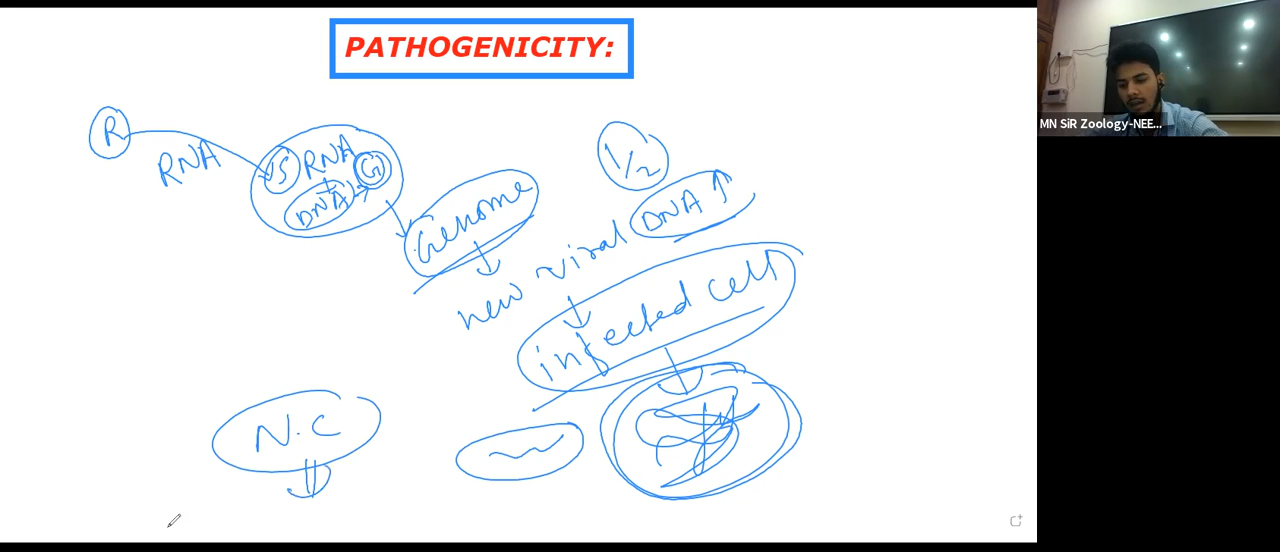 PATHOGENICITY:
R
RNA
S RNA G
DNA
Genome
1/2
new viral DNA
infected cell
N.C
MN SiR Zoology-NEE...